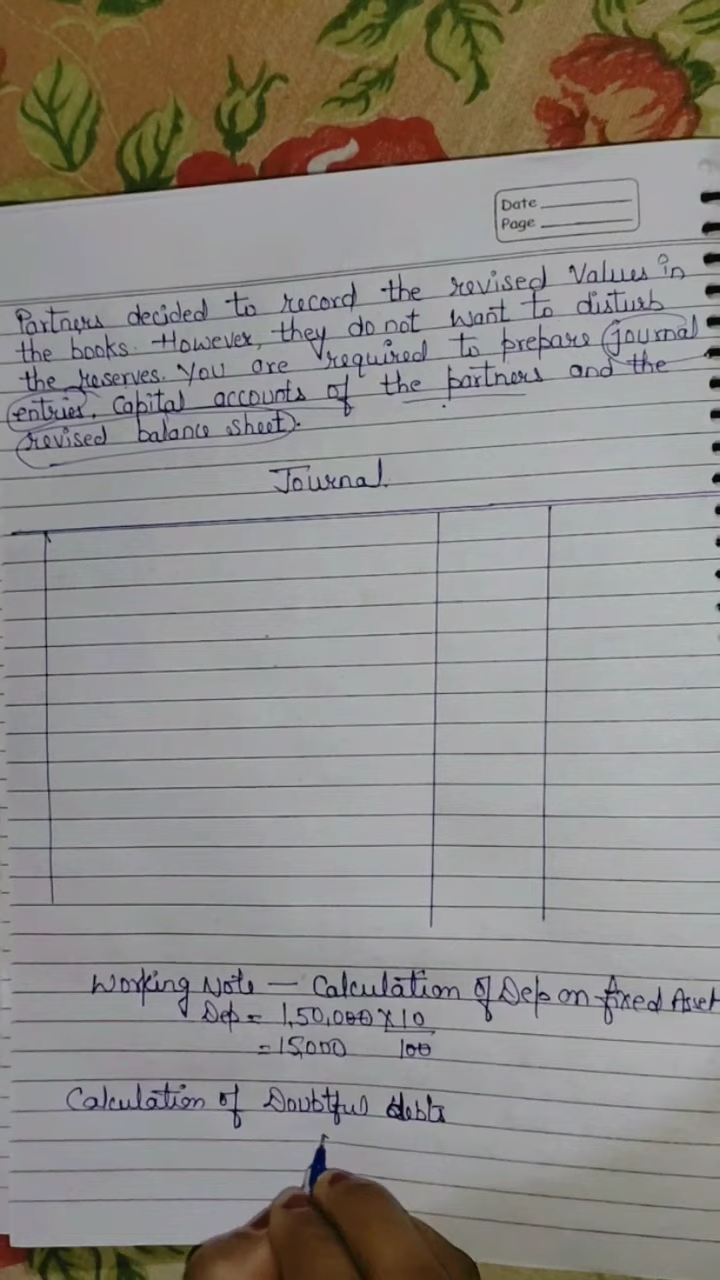 Date
Page
Partners decided to record the revised Values in
the books. However, they do not want to disturb
the reserves. You are required to prepare journal
entries, Capital accounts of the partners and the
revised balance sheet.
Journal
Working Note — Calculation of Dep on fixed Asset
Dep = 1,50,000 × 10
= 15,000 100
Calculation of Doubtful debts